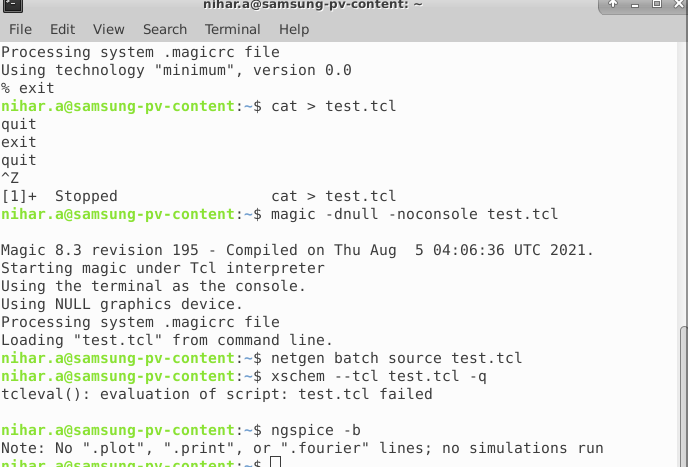 nihar.a@samsung-pv-content: ~
File Edit View Search Terminal Help
Processing system .magicrc file
Using technology "minimum", version 0.0
% exit
nihar.a@samsung-pv-content:~$ cat > test.tcl
quit
exit
quit
^Z
[1]+  Stopped                 cat > test.tcl
nihar.a@samsung-pv-content:~$ magic -dnull -noconsole test.tcl
Magic 8.3 revision 195 - Compiled on Thu Aug  5 04:06:36 UTC 2021.
Starting magic under Tcl interpreter
Using the terminal as the console.
Using NULL graphics device.
Processing system .magicrc file
Loading "test.tcl" from command line.
nihar.a@samsung-pv-content:~$ netgen batch source test.tcl
nihar.a@samsung-pv-content:~$ xschem --tcl test.tcl -q
tcleval(): evaluation of script: test.tcl failed
nihar.a@samsung-pv-content:~$ ngspice -b
Note: No ".plot", ".print", or ".fourier" lines; no simulations run
nihar.a@samsung-pv-content:~$